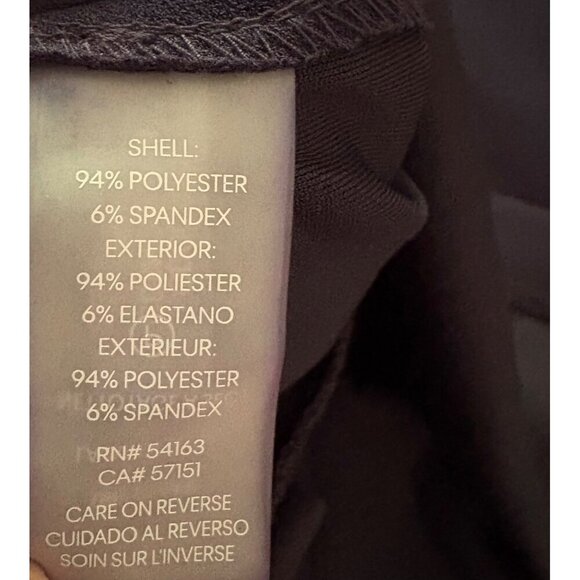 SHELL:
94% POLYESTER
6% SPANDEX
EXTERIOR:
94% POLIESTER
6% ELASTANO
EXTÉRIEUR:
94% POLYESTER
6% SPANDEX
RN# 54163
CA# 57151
CARE ON REVERSE
CUIDADO AL REVERSO
SOIN SUR L'INVERSE